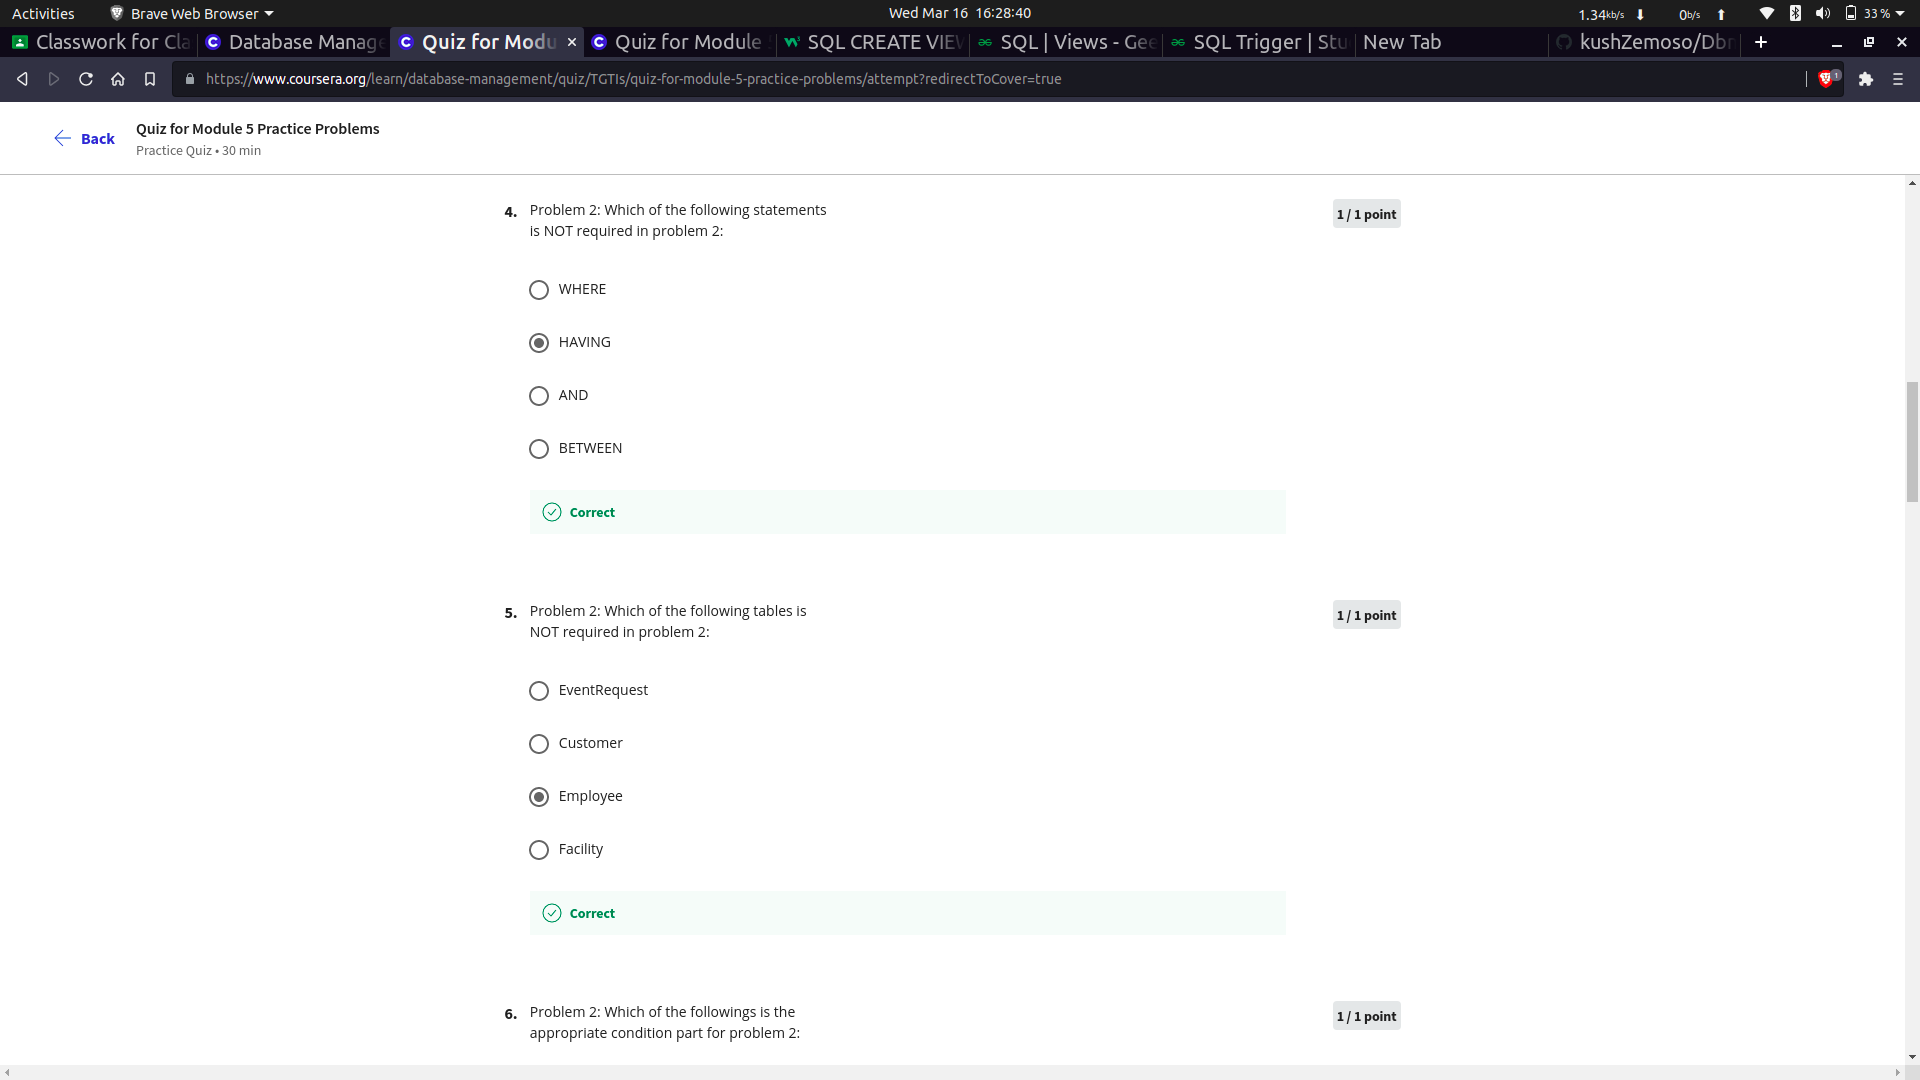 Activities
Brave Web Browser
Wed Mar 16 16:28:40
1.34kb/s
0b/s
33 %
Classwork for Cla
Database Manage
Quiz for Modu
Quiz for Module
SQL CREATE VIEW
SQL | Views - Gee
SQL Trigger | Stu
New Tab
kushZemoso/Dbm
https://www.coursera.org/learn/database-management/quiz/TGTIs/quiz-for-module-5-practice-problems/attempt?redirectToCover=true
1
Back
Quiz for Module 5 Practice Problems
Practice Quiz • 30 min
4. Problem 2: Which of the following statements
is NOT required in problem 2:
1 / 1 point
WHERE
HAVING
AND
BETWEEN
Correct
5. Problem 2: Which of the following tables is
NOT required in problem 2:
1 / 1 point
EventRequest
Customer
Employee
Facility
Correct
6. Problem 2: Which of the followings is the
appropriate condition part for problem 2:
1 / 1 point